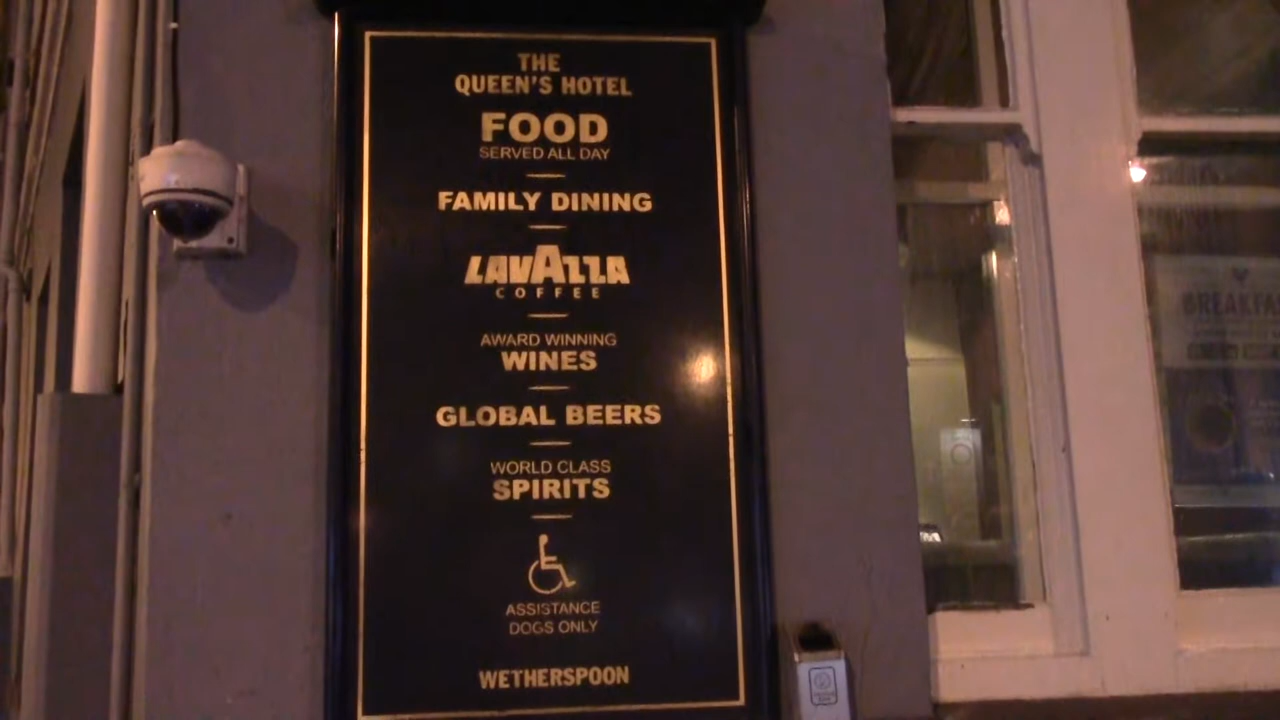 THE
QUEEN'S HOTEL
FOOD
SERVED ALL DAY
FAMILY DINING
LAVAZZA
COFFEE
AWARD WINNING
WINES
GLOBAL BEERS
WORLD CLASS
SPIRITS
ASSISTANCE
DOGS ONLY
WETHERSPOON
BREAKFA